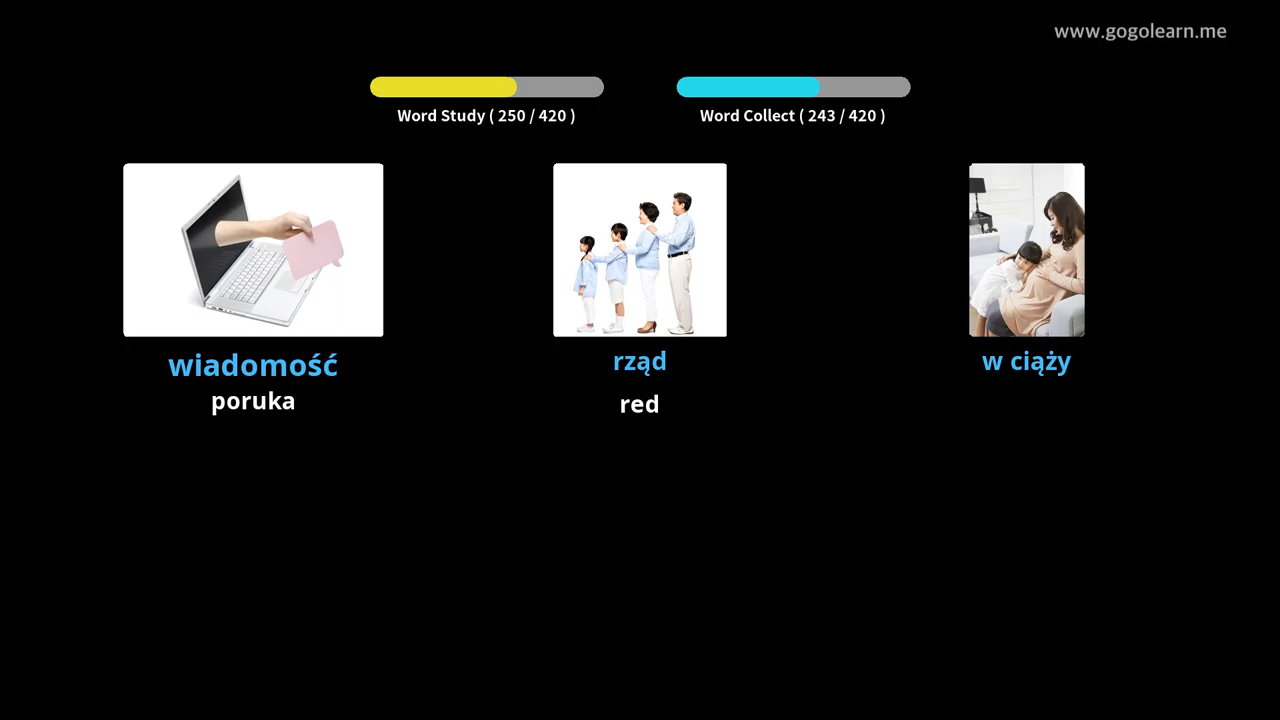 www.gogolearn.me
Word Study ( 250 / 420 )
Word Collect ( 243 / 420 )
wiadomość
poruka
rząd
red
w ciąży